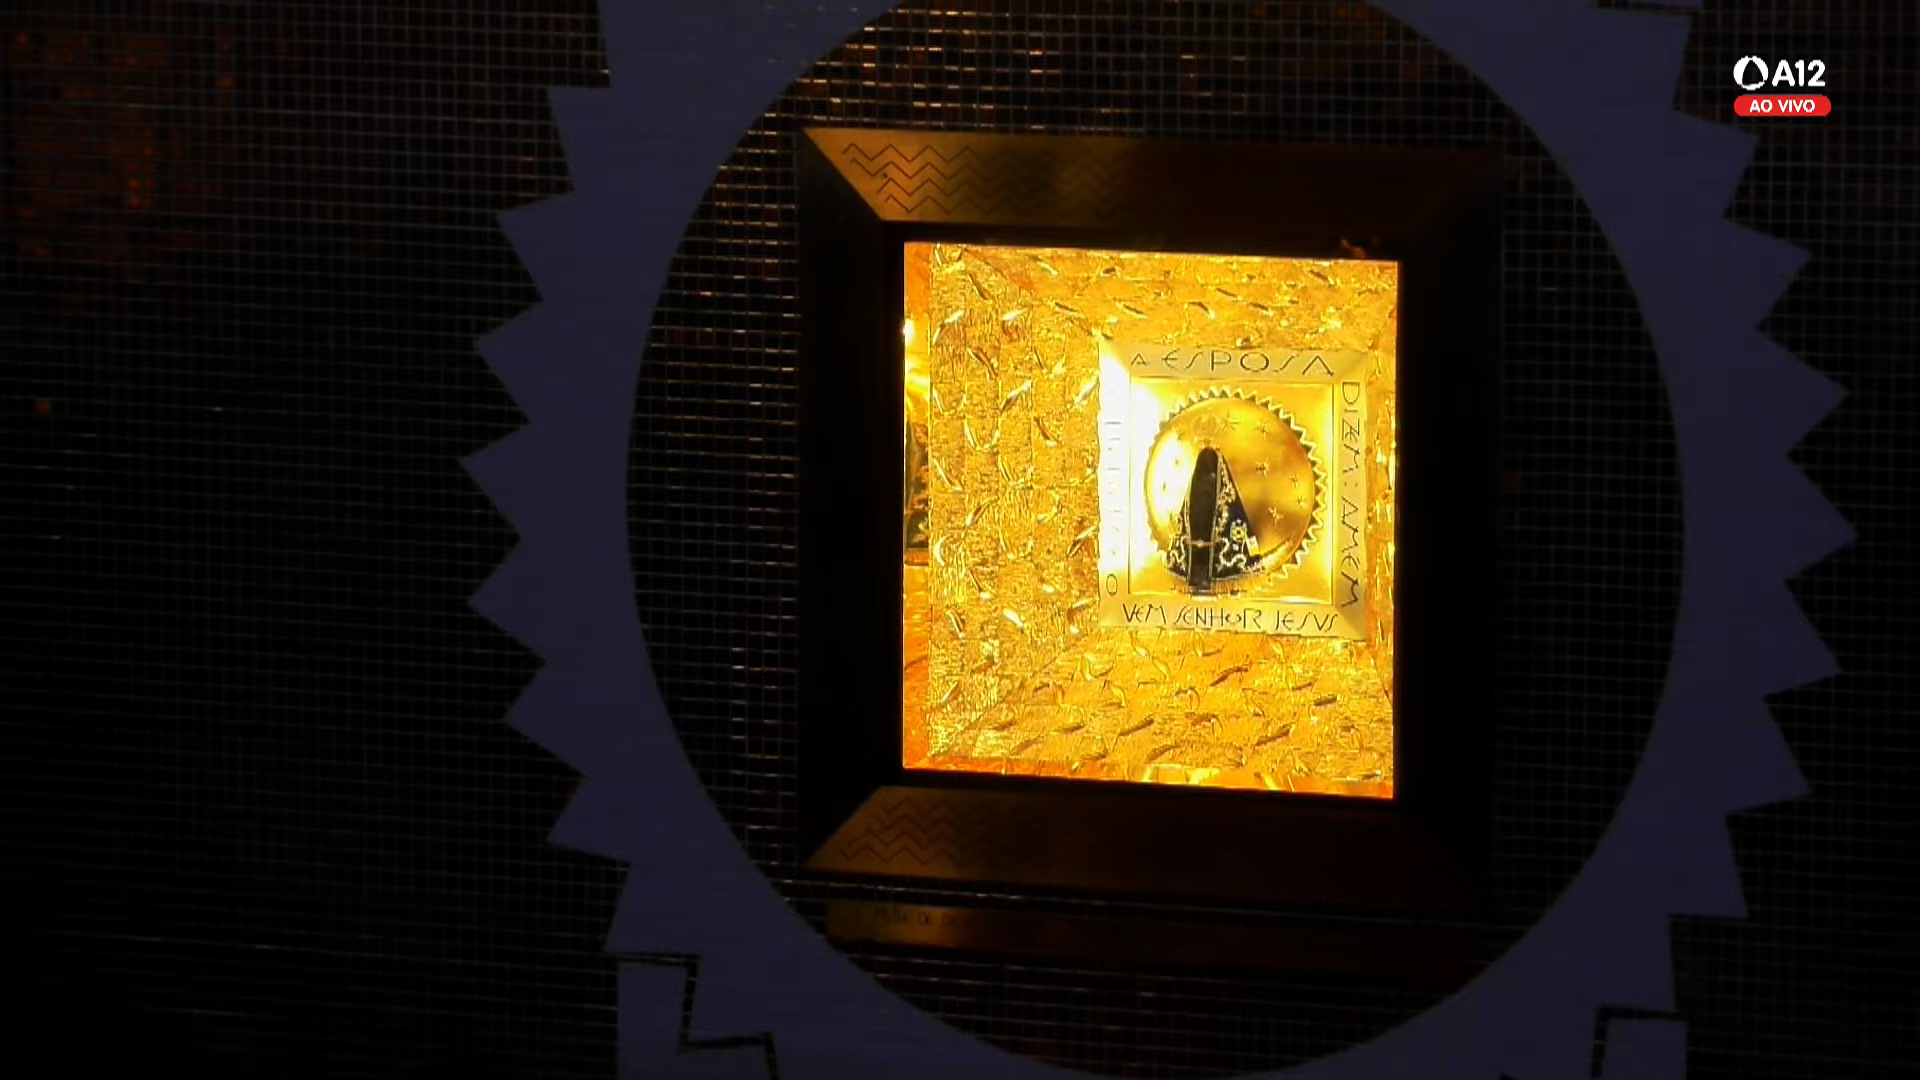 A12
AO VIVO
A ESPOSA
DIZEM: AMEM
VEM SENHOR JESUS